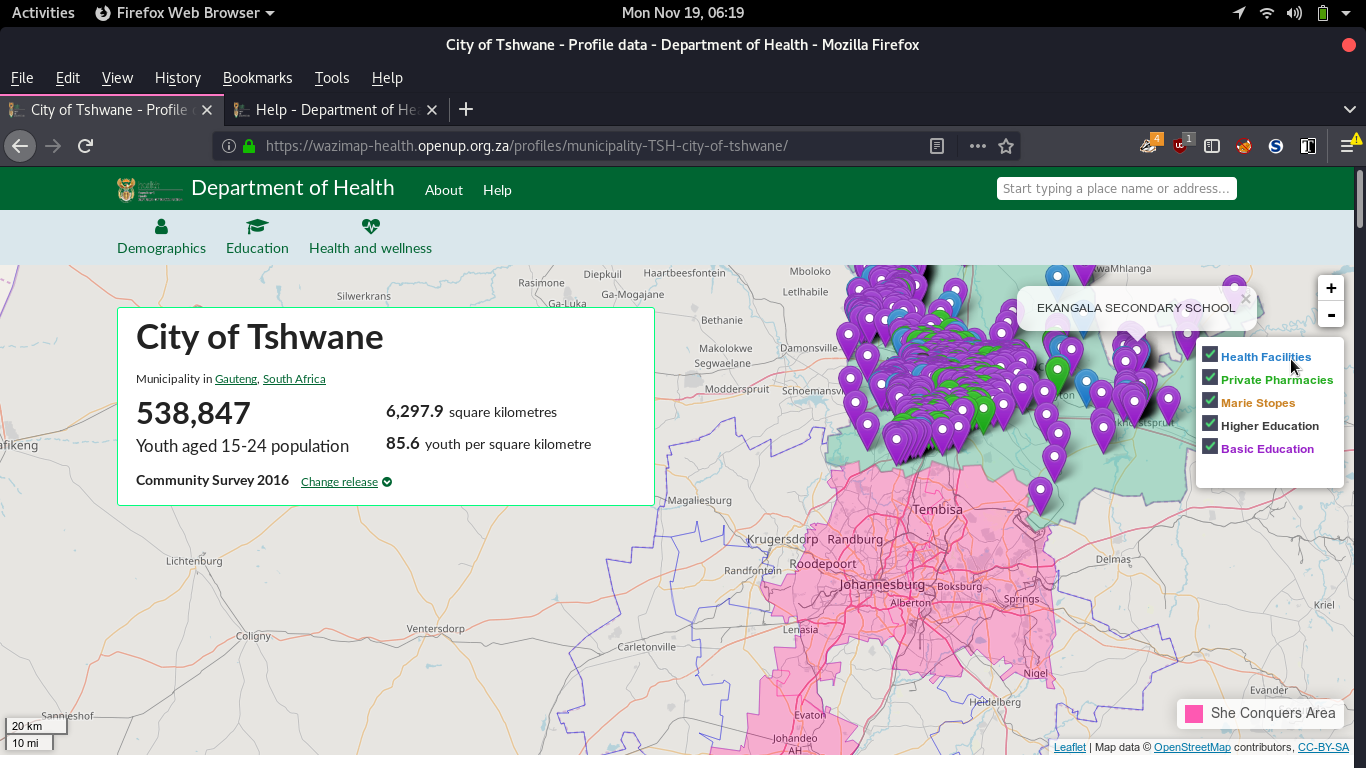 Activities Firefox Web Browser Mon Nov 19, 06:19
City of Tshwane - Profile data - Department of Health - Mozilla Firefox
File Edit View History Bookmarks Tools Help
City of Tshwane - Profile Help - Department of He
https://wazimap-health.openup.org.za/profiles/municipality-TSH-city-of-tshwane/ 4 1
Department of Health About Help Start typing a place name or address...
Demographics Education Health and wellness
City of Tshwane
Municipality in Gauteng, South Africa
538,847
Youth aged 15-24 population
6,297.9 square kilometres
85.6 youth per square kilometre
Community Survey 2016 Change release
EKANGALA SECONDARY SCHOOL ×
+
-
Health Facilities
Private Pharmacies
Marie Stopes
Higher Education
Basic Education
Mboloko
Diepkuil
Haartbeesfontein
Rasimone
Letlhabile
Silwerkrans
Ga-Luka
Ga-Mogajane
Bethanie
Makolokwe
Segwaelane
Damonsville
Modderspruit
Magaliesburg
Tembisa
Krugersdorp
Randburg
Roodepoort
Randfontein
Johannesburg
Boksburg
Alberton
Springs
Delmas
Kriel
Lichtenburg
Lenasia
Coligny
Ventersdorp
Carletonville
Nigel
Evander
Heidelberg
Sannieshof
Evaton
Johandeo
AH
She Conquers Area
20 km
10 mi
Leaflet | Map data © OpenStreetMap contributors, CC-BY-SA